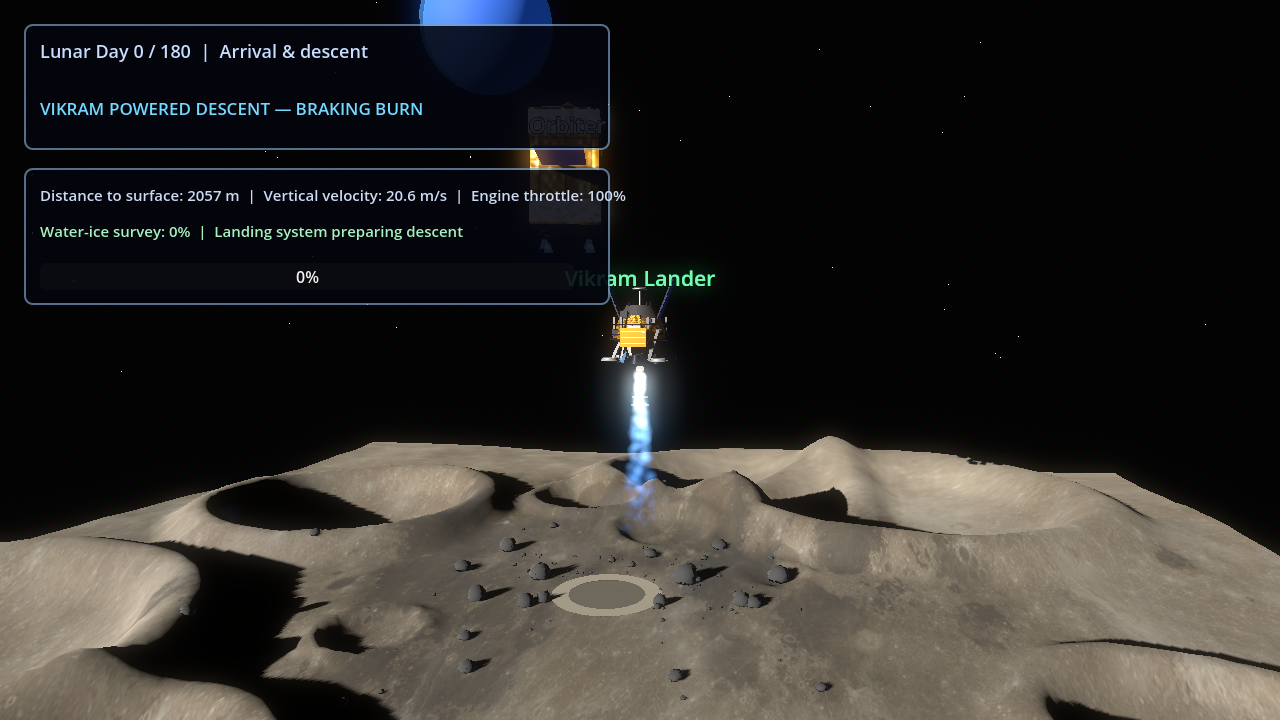 Lunar Day 0 / 180 | Arrival & descent
VIKRAM POWERED DESCENT — BRAKING BURN
Orbiter
Distance to surface: 2057 m | Vertical velocity: 20.6 m/s | Engine throttle: 100%
Water-ice survey: 0% | Landing system preparing descent
0%
Vikram Lander